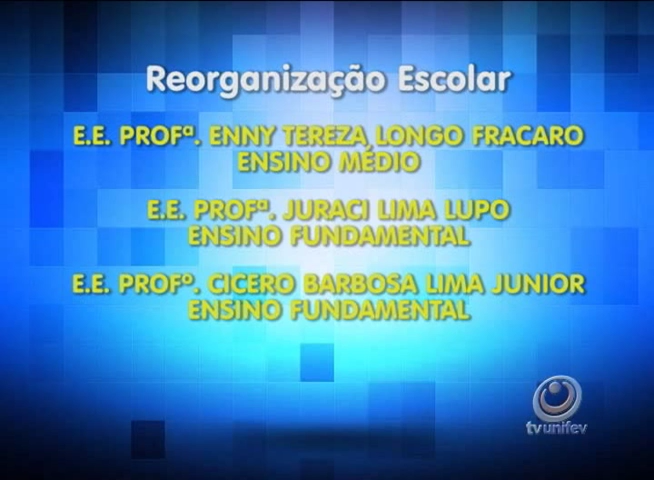 Reorganização Escolar
E.E. PROFª. ENNY TEREZA LONGO FRACARO
ENSINO MÉDIO
E.E. PROFª. JURACI LIMA LUPO
ENSINO FUNDAMENTAL
E.E. PROFº. CICERO BARBOSA LIMA JUNIOR
ENSINO FUNDAMENTAL
tvunifev